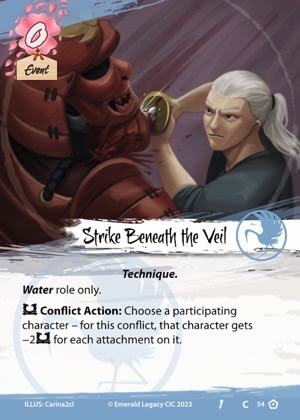 0
Event
Strike Beneath the Veil
Technique.
Water role only.
Conflict Action: Choose a participating
character – for this conflict, that character gets
–2 for each attachment on it.
ILLUS: Carina2cl
© Emerald Legacy CIC 2023
1
C
54